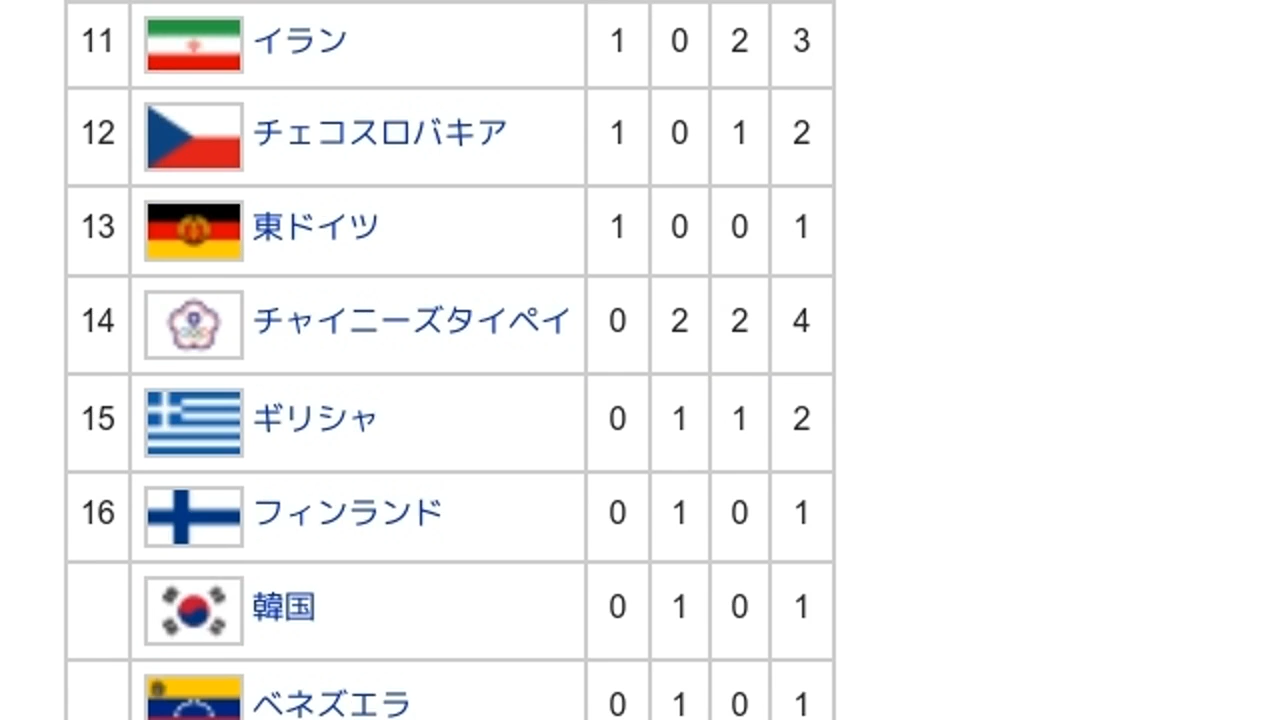 11 イラン 1 0 2 3
12 チェコスロバキア 1 0 1 2
13 東ドイツ 1 0 0 1
14 チャイニーズタイペイ 0 2 2 4
15 ギリシャ 0 1 1 2
16 フィンランド 0 1 0 1
韓国 0 1 0 1
ベネズエラ 0 1 0 1